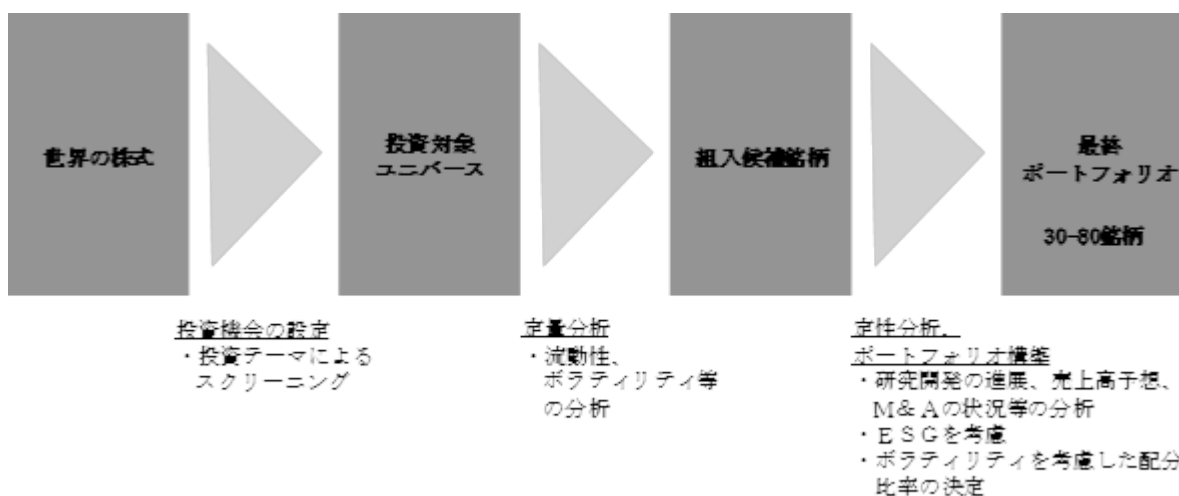 世界の株式
投資対象
ユニバース
組入候補銘柄
最終
ポートフォリオ
30-80銘柄
投資機会の設定
・投資テーマによる
スクリーニング
定量分析
・流動性、
ボラティリティ等
の分析
定性分析、
ポートフォリオ構築
・研究開発の進展、売上高予想、
M&Aの状況等の分析
・ESGを考慮
・ボラティリティを考慮した配分
比率の決定